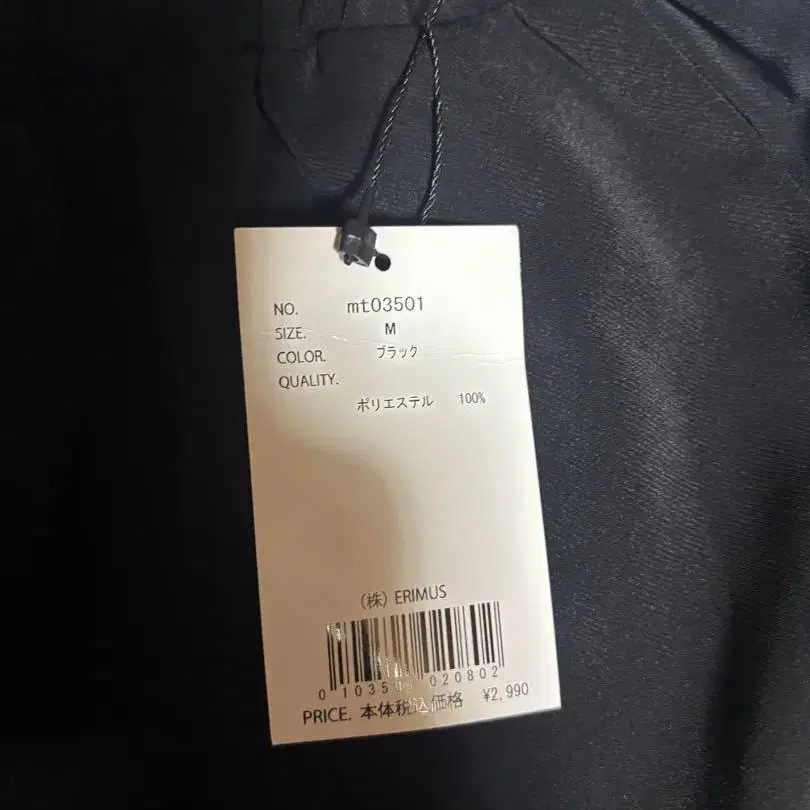 NO. mt03501
SIZE. M
COLOR. ブラック
QUALITY.
ポリエステル 100%
(株) ERIMUS
PRICE. 本体税込価格 ¥2,990